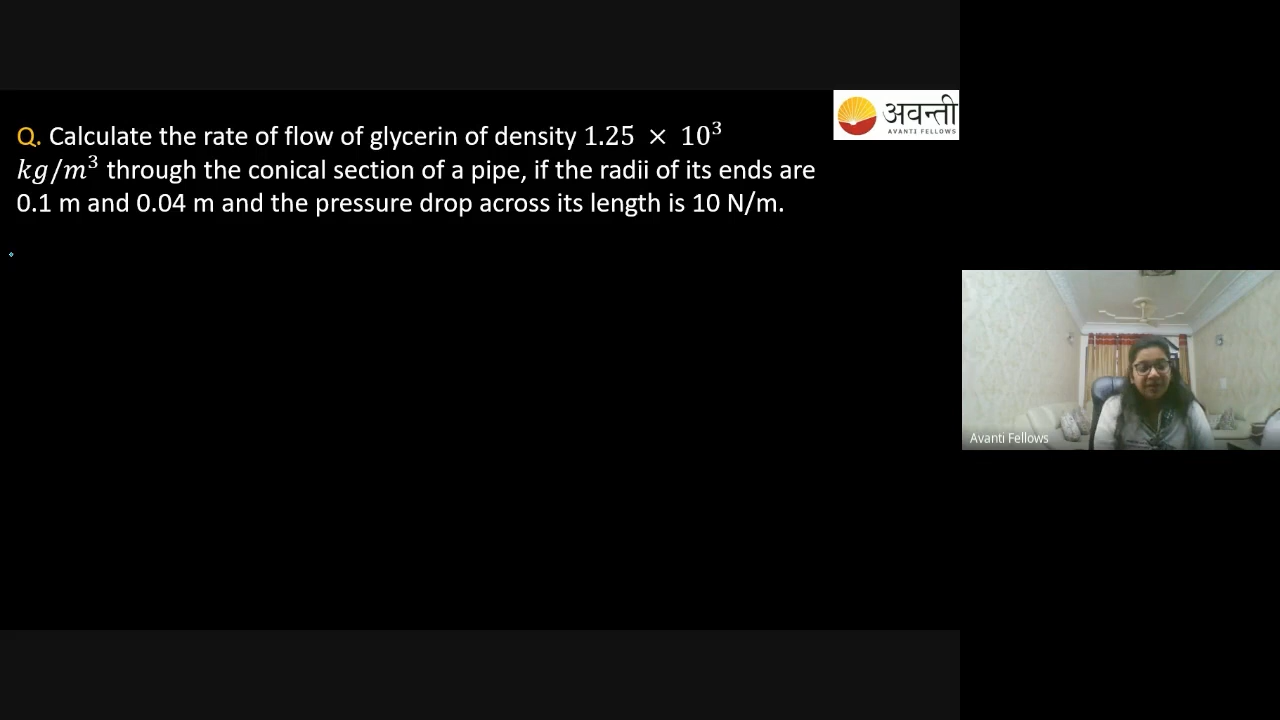 अवन्ती
AVANTI FELLOWS
Q. Calculate the rate of flow of glycerin of density 1.25 × 10³
kg/m³ through the conical section of a pipe, if the radii of its ends are
0.1 m and 0.04 m and the pressure drop across its length is 10 N/m.
Avanti Fellows